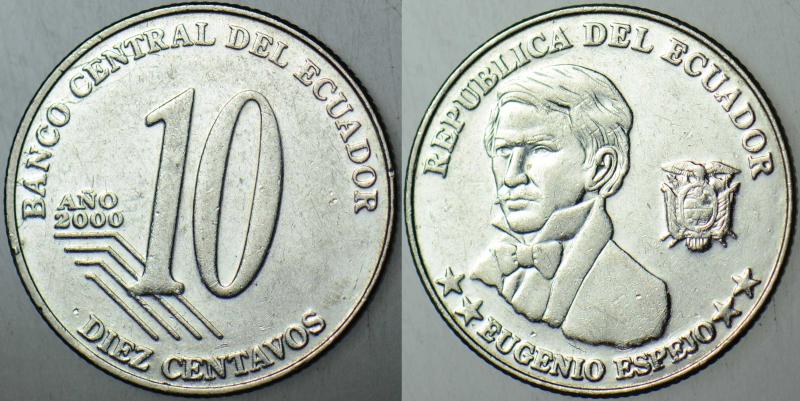 BANCO CENTRAL DEL ECUADOR
AÑO
2000
10
DIEZ CENTAVOS
REPUBLICA DEL ECUADOR
EUGENIO ESPEJO